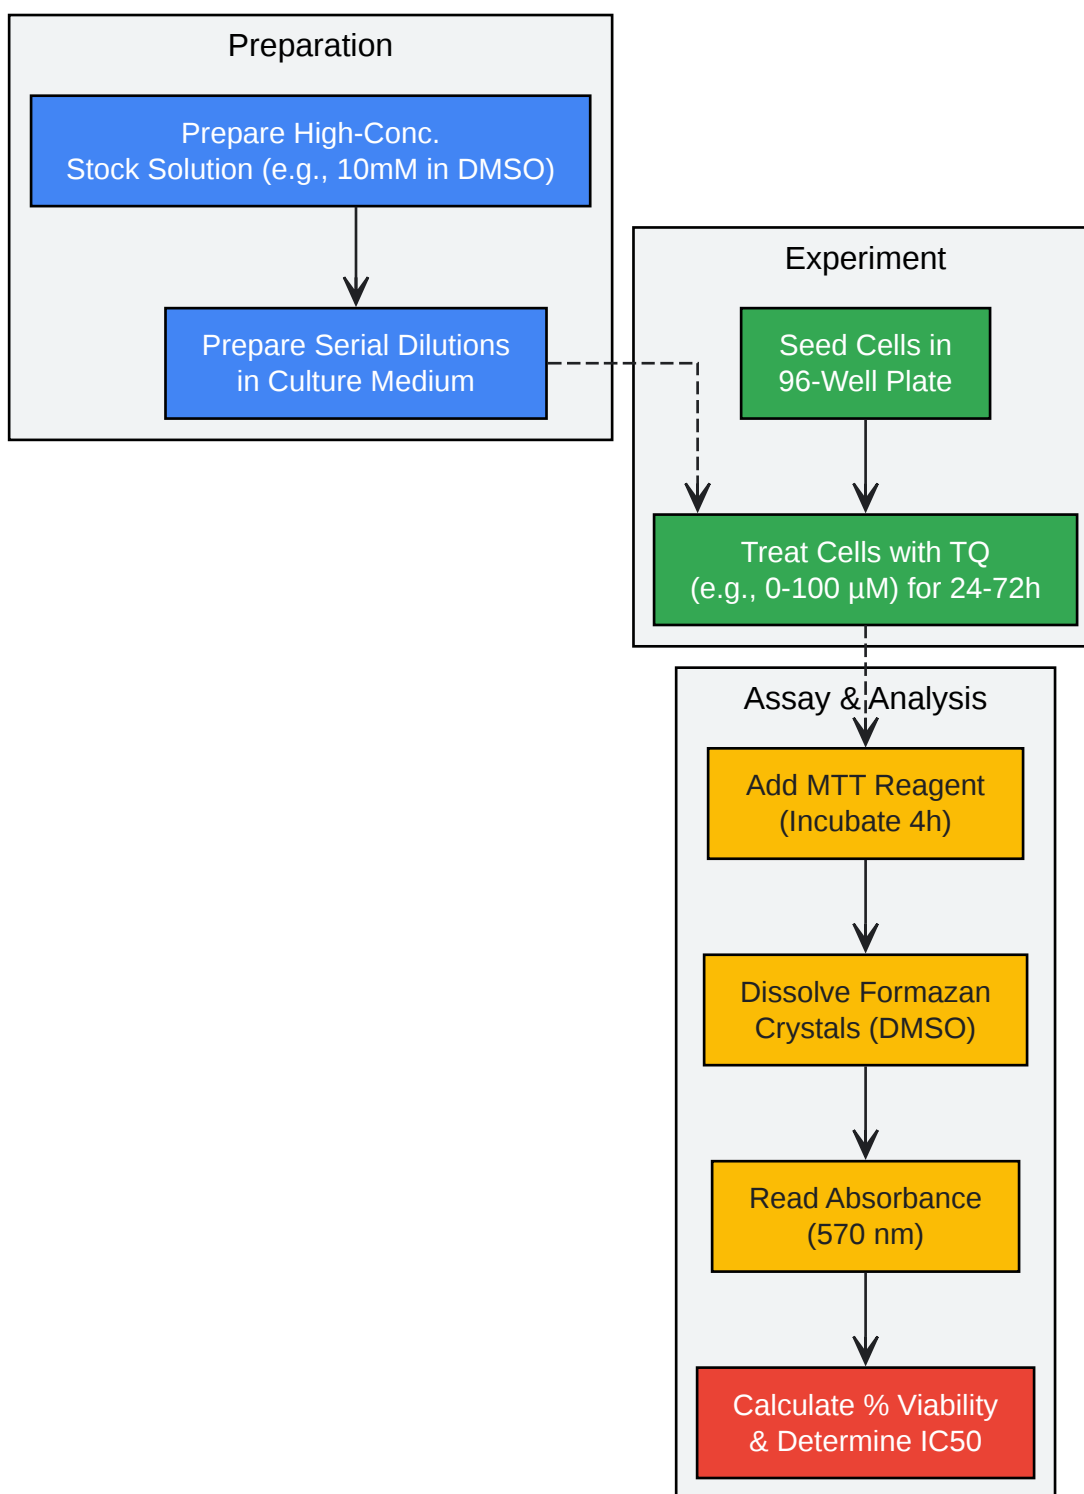 Preparation
Prepare High-Conc.
Stock Solution (e.g., 10mM in DMSO)
Prepare Serial Dilutions
in Culture Medium
Experiment
Seed Cells in
96-Well Plate
Treat Cells with TQ
(e.g., 0-100 µM) for 24-72h
Assay & Analysis
Add MTT Reagent
(Incubate 4h)
Dissolve Formazan
Crystals (DMSO)
Read Absorbance
(570 nm)
Calculate % Viability
& Determine IC50